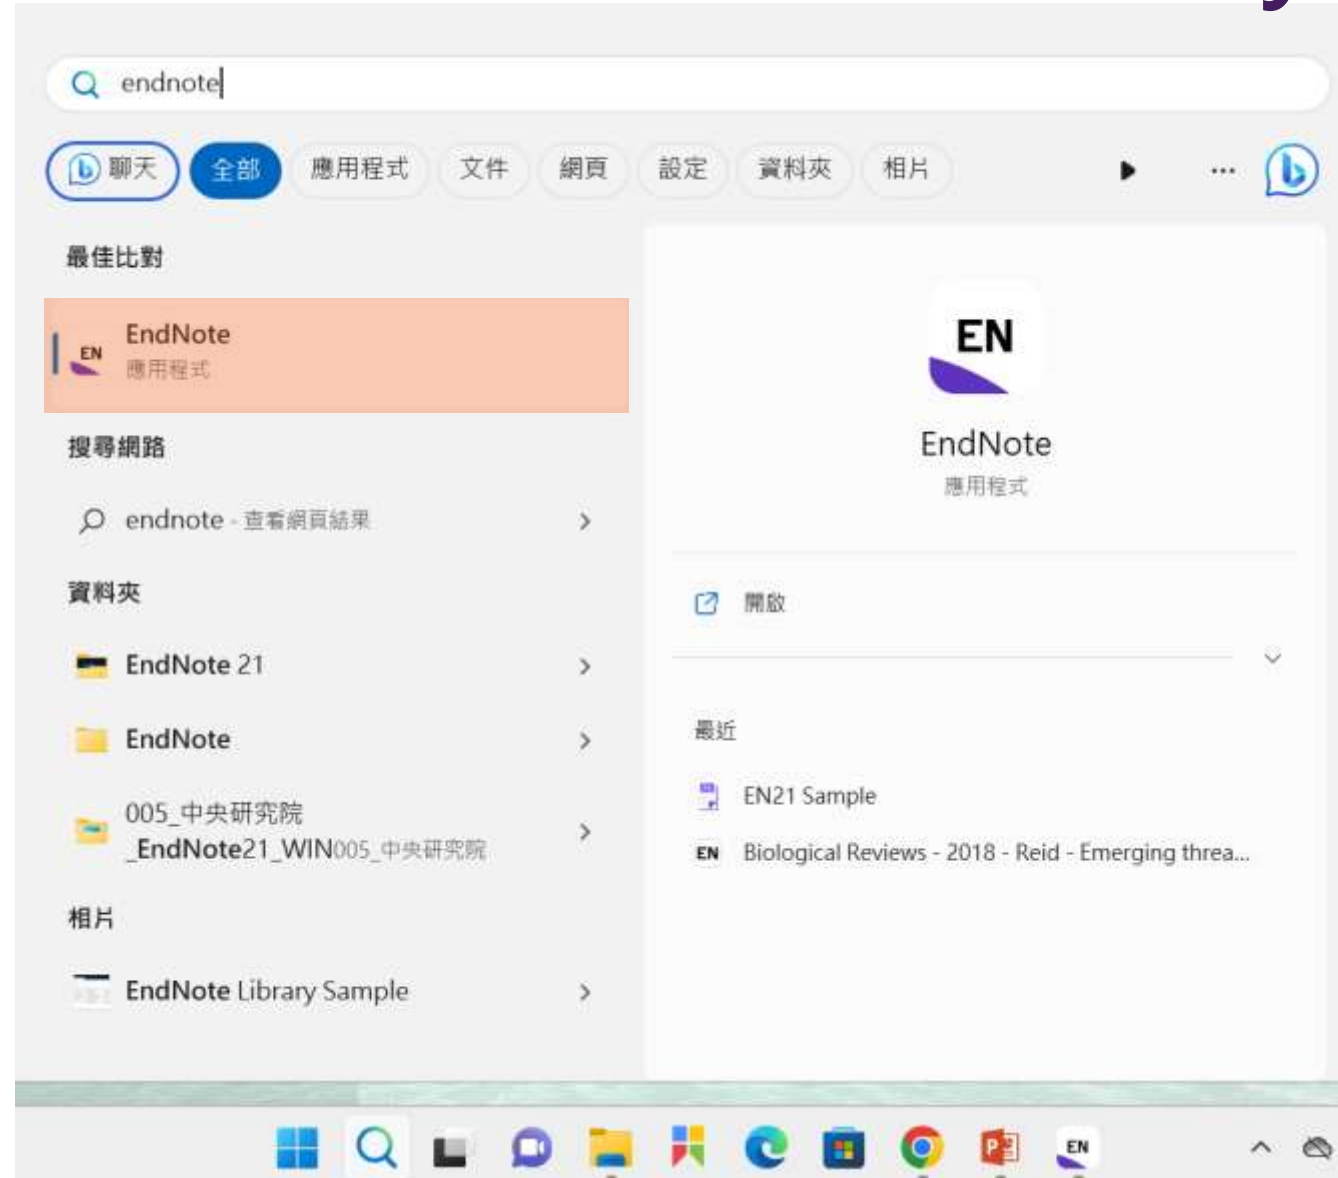 endnote
聊天 全部 應用程式 文件 網頁 設定 資料夾 相片 ...
最佳比對
EN EndNote
應用程式
搜尋網路
endnote - 查看網頁結果
資料夾
EndNote 21
EndNote
005_中央研究院
_EndNote21_WIN005_中央研究院
相片
EndNote Library Sample
EN
EndNote
應用程式
開啟
最近
EN21 Sample
EN Biological Reviews - 2018 - Reid - Emerging threa...
EN